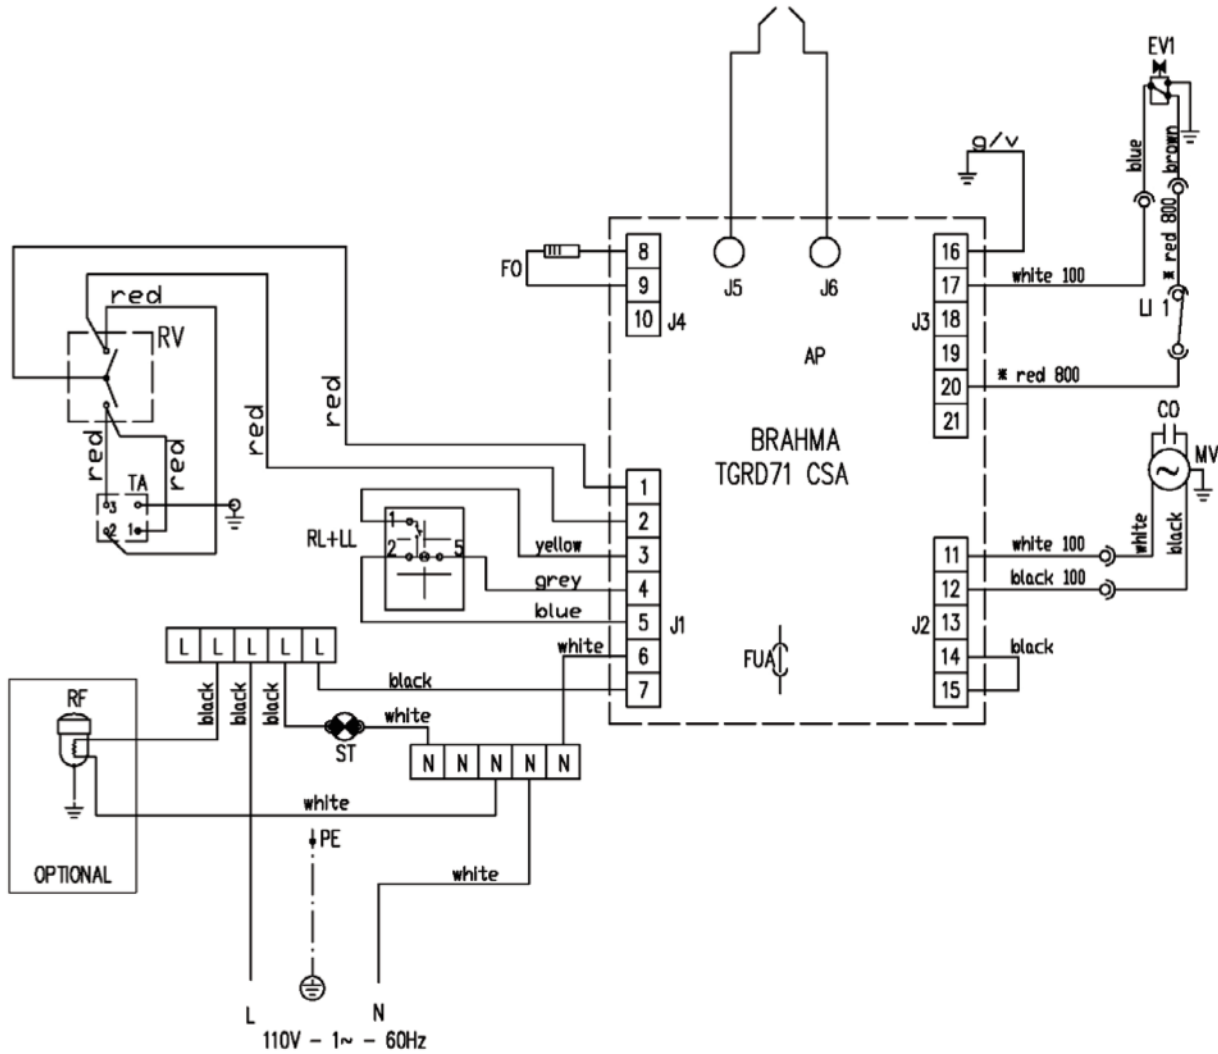 EV1
g/v
blue
brown
* red 800
FO
8
9
10
J4
J5
J6
AP
BRAHMA
TGRD71 CSA
16
17
18
19
20
21
J3
white 100
LI 1
* red 800
red
RV
red
red
red
red
TA
3
2
1
RL+LL
1
2
5
yellow
grey
blue
white
black
1
2
3
4
5
6
7
J1
FUA
11
12
13
14
15
J2
white 100
black 100
black
CO
MV
white
black
L L L L L
black
black
black
ST
white
N N N N N
RF
OPTIONAL
white
PE
white
L
N
110V - 1~ - 60Hz